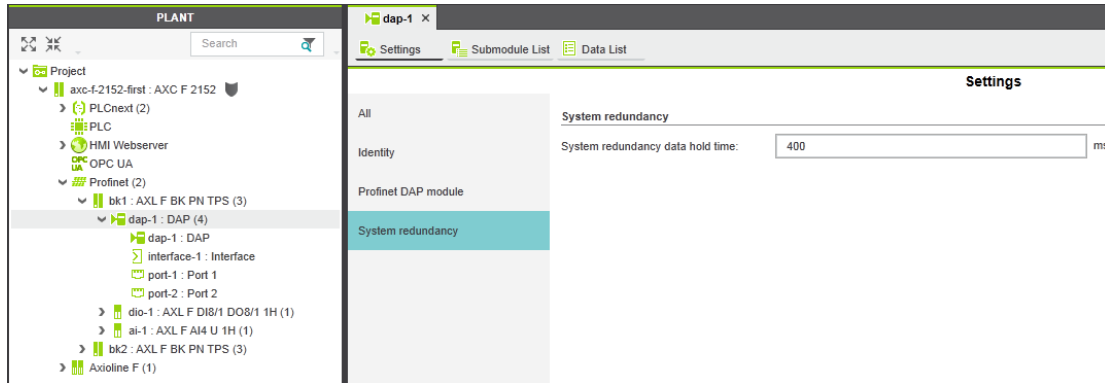 PLANT
Search
Project
axc-f-2152-first : AXC F 2152
PLCnext (2)
PLC
HMI Webserver
OPC UA OPC UA
Profinet (2)
bk1 : AXL F BK PN TPS (3)
dap-1 : DAP (4)
dap-1 : DAP
interface-1 : Interface
port-1 : Port 1
port-2 : Port 2
dio-1 : AXL F DI8/1 DO8/1 1H (1)
ai-1 : AXL F AI4 U 1H (1)
bk2 : AXL F BK PN TPS (3)
Axioline F (1)
dap-1 ×
Settings Submodule List Data List
Settings
All
Identity
Profinet DAP module
System redundancy
System redundancy
System redundancy data hold time: 400 ms